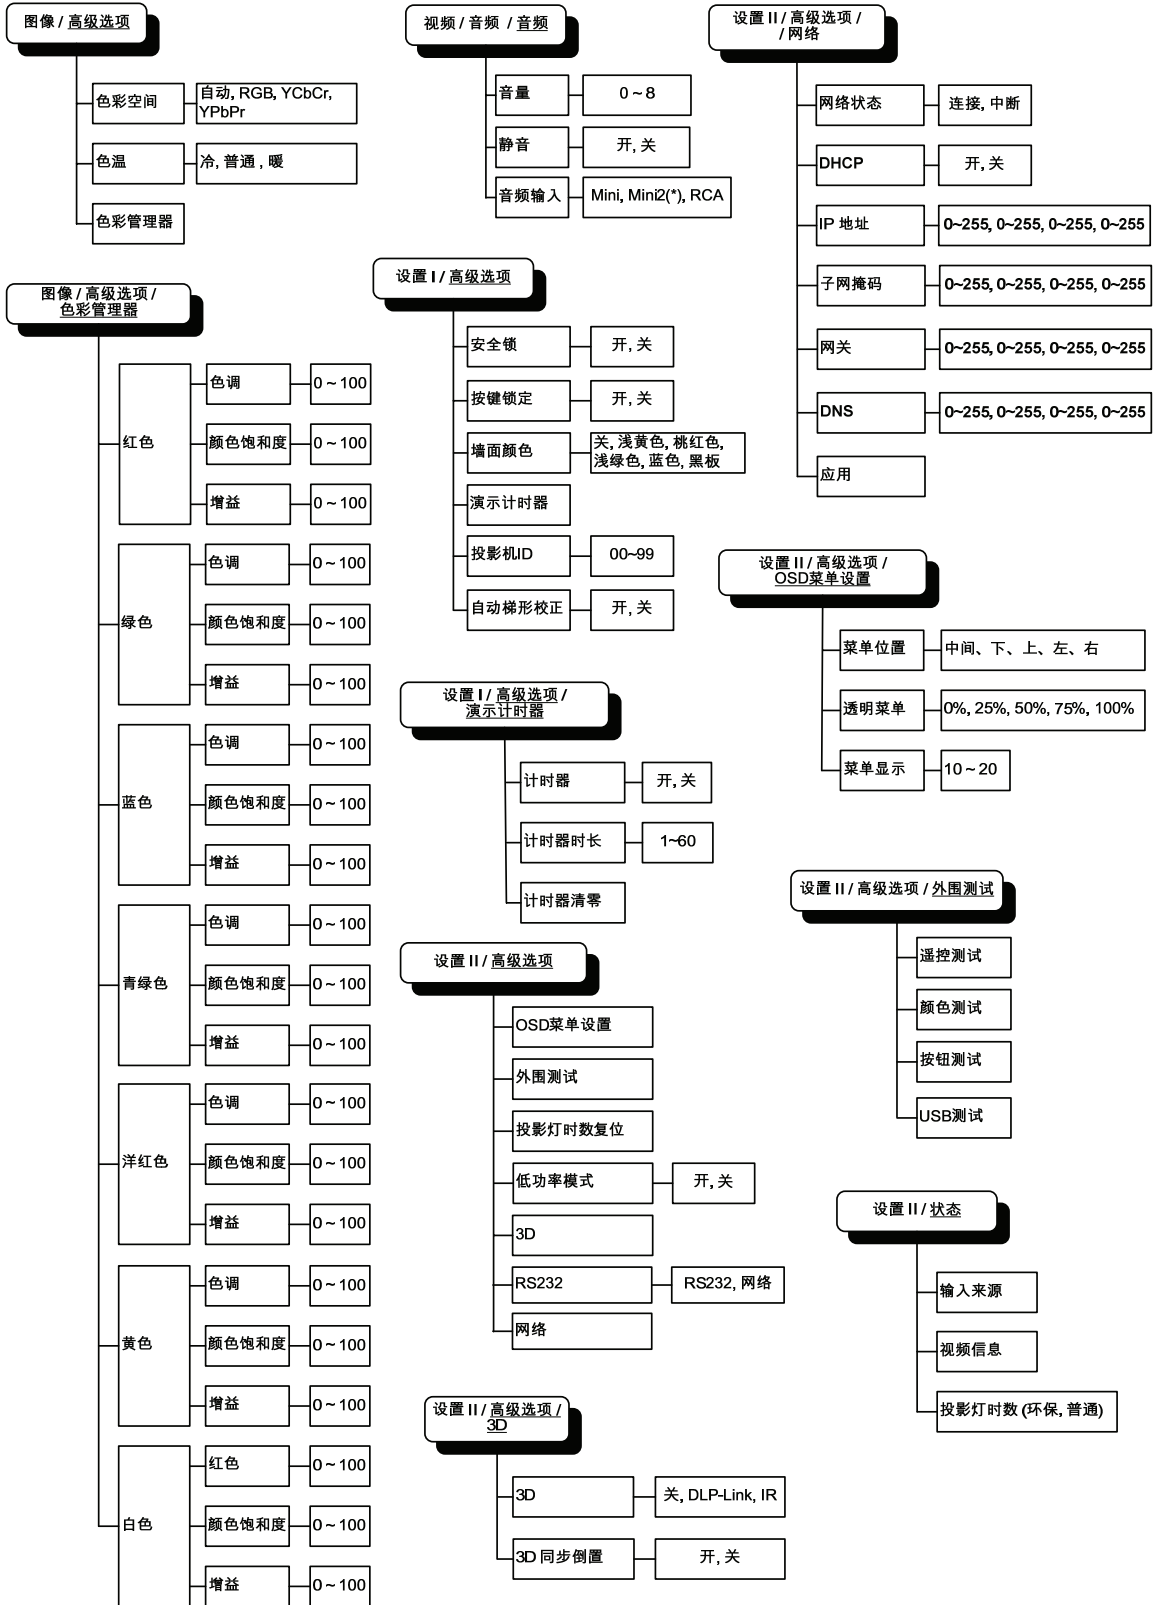 图像 / 高级选项
色彩空间
自动, RGB, YCbCr,
YPbPr
色温
冷, 普通 , 暖
色彩管理器
图像 / 高级选项 /
色彩管理器
红色
色调
0 ~ 100
颜色饱和度
0 ~ 100
增益
0 ~ 100
绿色
色调
0 ~ 100
颜色饱和度
0 ~ 100
增益
0 ~ 100
蓝色
色调
0 ~ 100
颜色饱和度
0 ~ 100
增益
0 ~ 100
青绿色
色调
0 ~ 100
颜色饱和度
0 ~ 100
增益
0 ~ 100
洋红色
色调
0 ~ 100
颜色饱和度
0 ~ 100
增益
0 ~ 100
黄色
色调
0 ~ 100
颜色饱和度
0 ~ 100
增益
0 ~ 100
白色
红色
0 ~ 100
颜色饱和度
0 ~ 100
增益
0 ~ 100
视频 / 音频 / 音频
音量
0 ~ 8
静音
开, 关
音频输入
Mini, Mini2(*), RCA
设置 I / 高级选项
安全锁
开, 关
按键锁定
开, 关
墙面颜色
关, 浅黄色, 桃红色,
浅绿色, 蓝色, 黑板
演示计时器
投影机ID
00~99
自动梯形校正
开, 关
设置 I / 高级选项 /
演示计时器
计时器
开, 关
计时器时长
1~60
计时器清零
设置 II / 高级选项
OSD菜单设置
外围测试
投影灯时数复位
低功率模式
开, 关
3D
RS232
RS232, 网络
网络
设置 II / 高级选项 /
3D
3D
关, DLP-Link, IR
3D 同步倒置
开, 关
设置 II / 高级选项 /
/ 网络
网络状态
连接, 中断
DHCP
开, 关
IP 地址
0~255, 0~255, 0~255, 0~255
子网掩码
0~255, 0~255, 0~255, 0~255
网关
0~255, 0~255, 0~255, 0~255
DNS
0~255, 0~255, 0~255, 0~255
应用
设置 II / 高级选项 /
OSD菜单设置
菜单位置
中间、下、上、左、右
透明菜单
0%, 25%, 50%, 75%, 100%
菜单显示
10 ~ 20
设置 II / 高级选项 / 外围测试
遥控测试
颜色测试
按钮测试
USB测试
设置 II / 状态
输入来源
视频信息
投影灯时数 (环保, 普通)